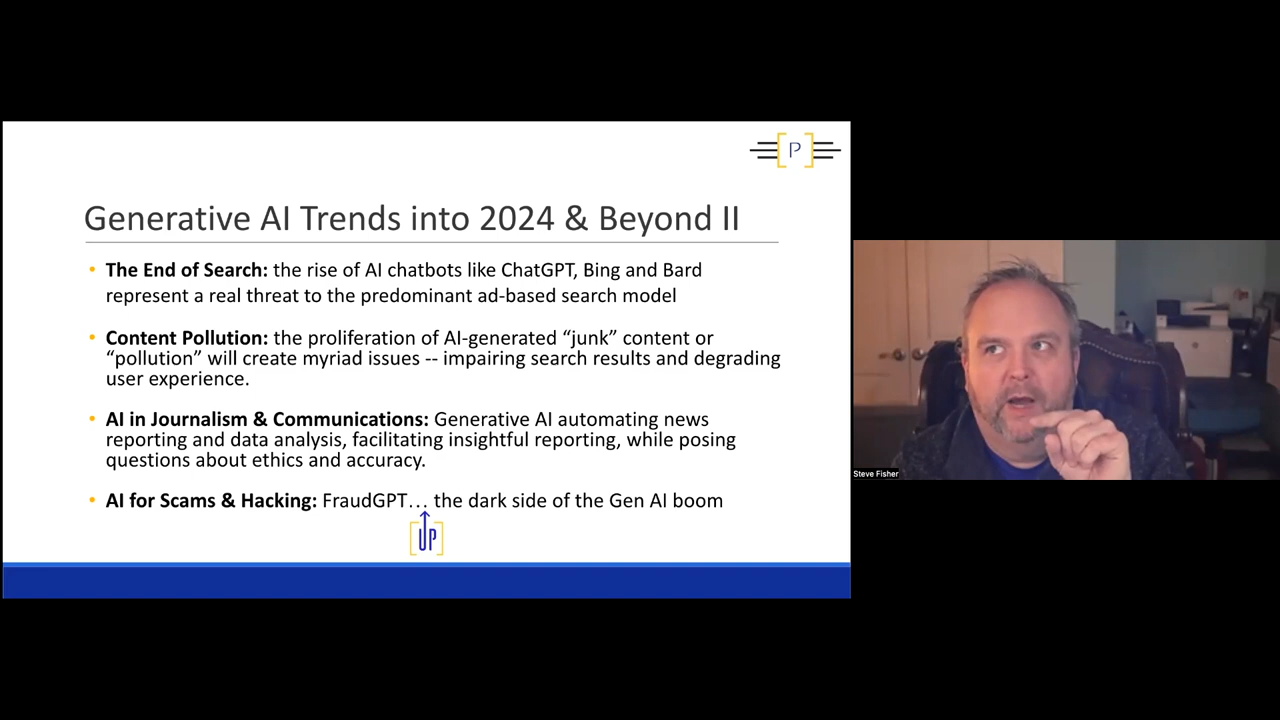 P
Generative AI Trends into 2024 & Beyond II
• The End of Search: the rise of AI chatbots like ChatGPT, Bing and Bard
represent a real threat to the predominant ad-based search model
• Content Pollution: the proliferation of AI-generated “junk” content or
“pollution” will create myriad issues -- impairing search results and degrading
user experience.
• AI in Journalism & Communications: Generative AI automating news
reporting and data analysis, facilitating insightful reporting, while posing
questions about ethics and accuracy.
• AI for Scams & Hacking: FraudGPT… the dark side of the Gen AI boom
UP
Steve Fisher